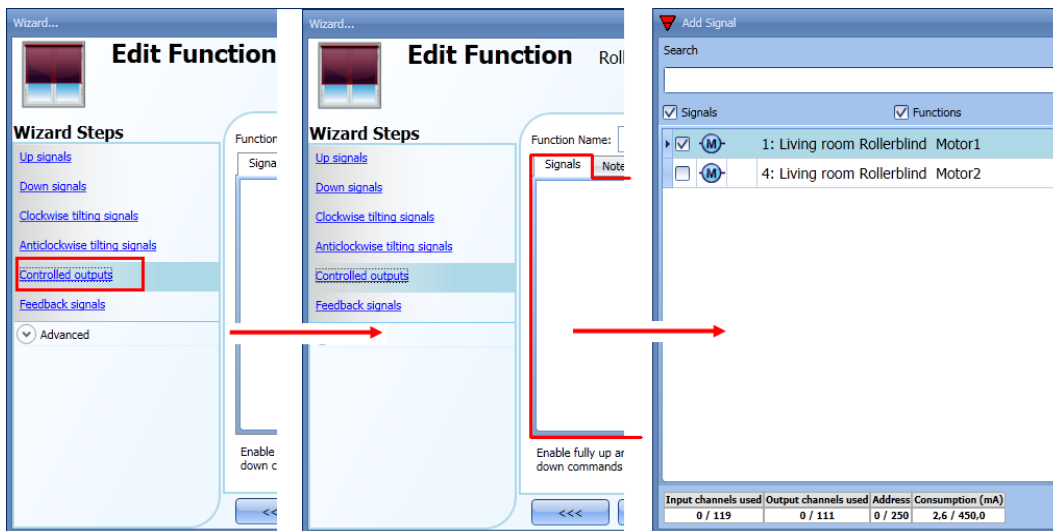 Wizard...
Edit Function
Wizard Steps
Up signals
Down signals
Clockwise tilting signals
Anticlockwise tilting signals
Controlled outputs
Feedback signals
Advanced
Function
Signa
Enable
down c
<<
Wizard...
Edit Function Rol
Wizard Steps
Up signals
Down signals
Clockwise tilting signals
Anticlockwise tilting signals
Controlled outputs
Feedback signals
Function Name:
Signals Note
Enable fully up ar
down commands
<<<
Add Signal
Search
Signals Functions
M 1: Living room Rollerblind Motor1
M 4: Living room Rollerblind Motor2
Input channels used Output channels used Address Consumption (mA)
0 / 119 0 / 111 0 / 250 2,6 / 450,0